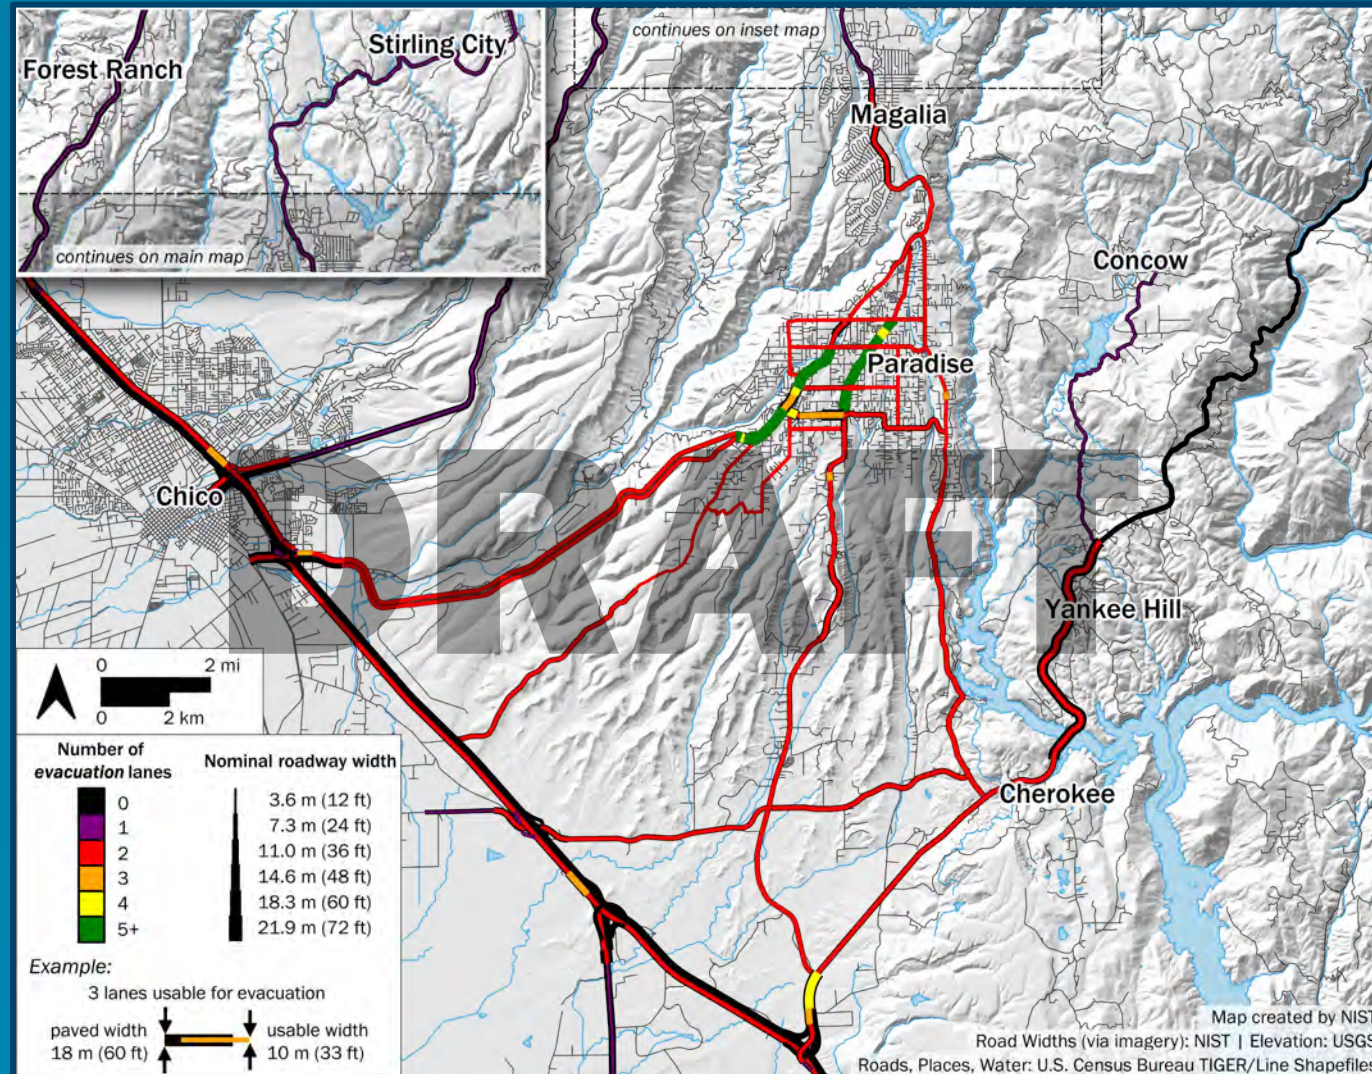 Forest Ranch
Stirling City
continues on main map
continues on inset map
Magalia
Concow
Paradise
Chico
DRAFT
Yankee Hill
Cherokee
0 2 mi
0 2 km
Number of
evacuation lanes
0
1
2
3
4
5+
Nominal roadway width
3.6 m (12 ft)
7.3 m (24 ft)
11.0 m (36 ft)
14.6 m (48 ft)
18.3 m (60 ft)
21.9 m (72 ft)
Example:
3 lanes usable for evacuation
paved width
18 m (60 ft)
usable width
10 m (33 ft)
Map created by NIST
Road Widths (via imagery): NIST | Elevation: USGS
Roads, Places, Water: U.S. Census Bureau TIGER/Line Shapefiles